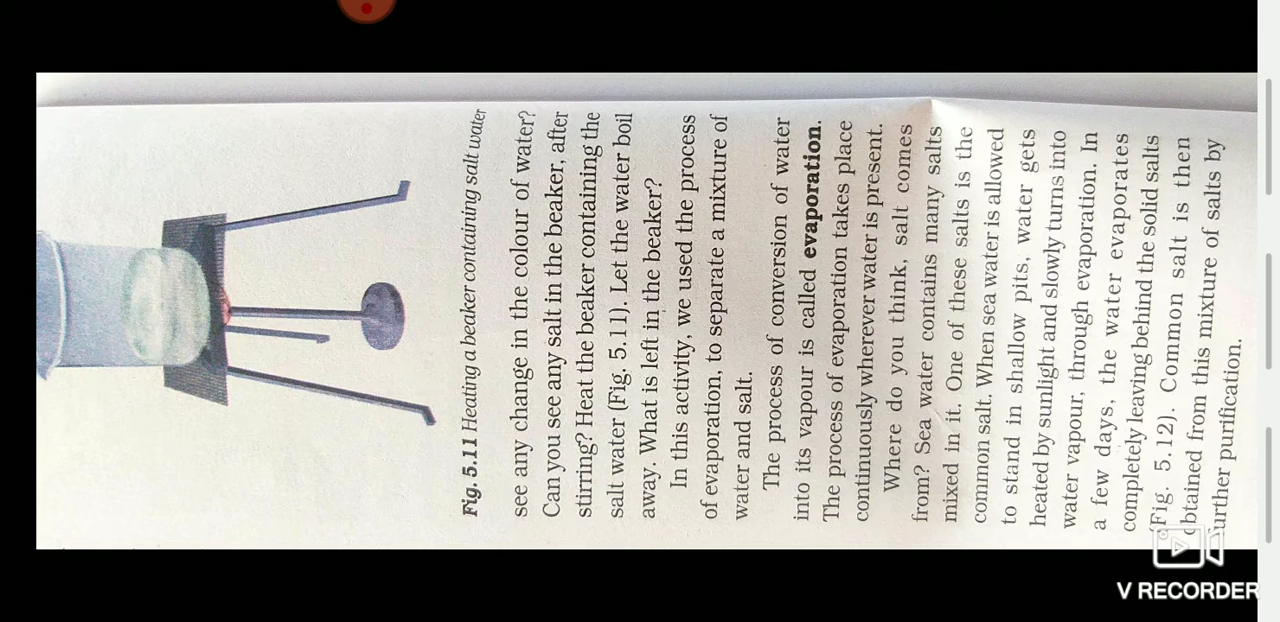 Fig. 5.11 Heating a beaker containing salt water
see any change in the colour of water?
Can you see any salt in the beaker, after
stirring? Heat the beaker containing the
salt water (Fig. 5.11). Let the water boil
away. What is left in the beaker?
In this activity, we used the process
of evaporation, to separate a mixture of
water and salt.
The process of conversion of water
into its vapour is called evaporation.
The process of evaporation takes place
continuously wherever water is present.
Where do you think, salt comes
from? Sea water contains many salts
mixed in it. One of these salts is the
common salt. When sea water is allowed
to stand in shallow pits, water gets
heated by sunlight and slowly turns into
water vapour, through evaporation. In
a few days, the water evaporates
completely leaving behind the solid salts
(Fig. 5.12). Common salt is then
obtained from this mixture of salts by
further purification.
V RECORDER